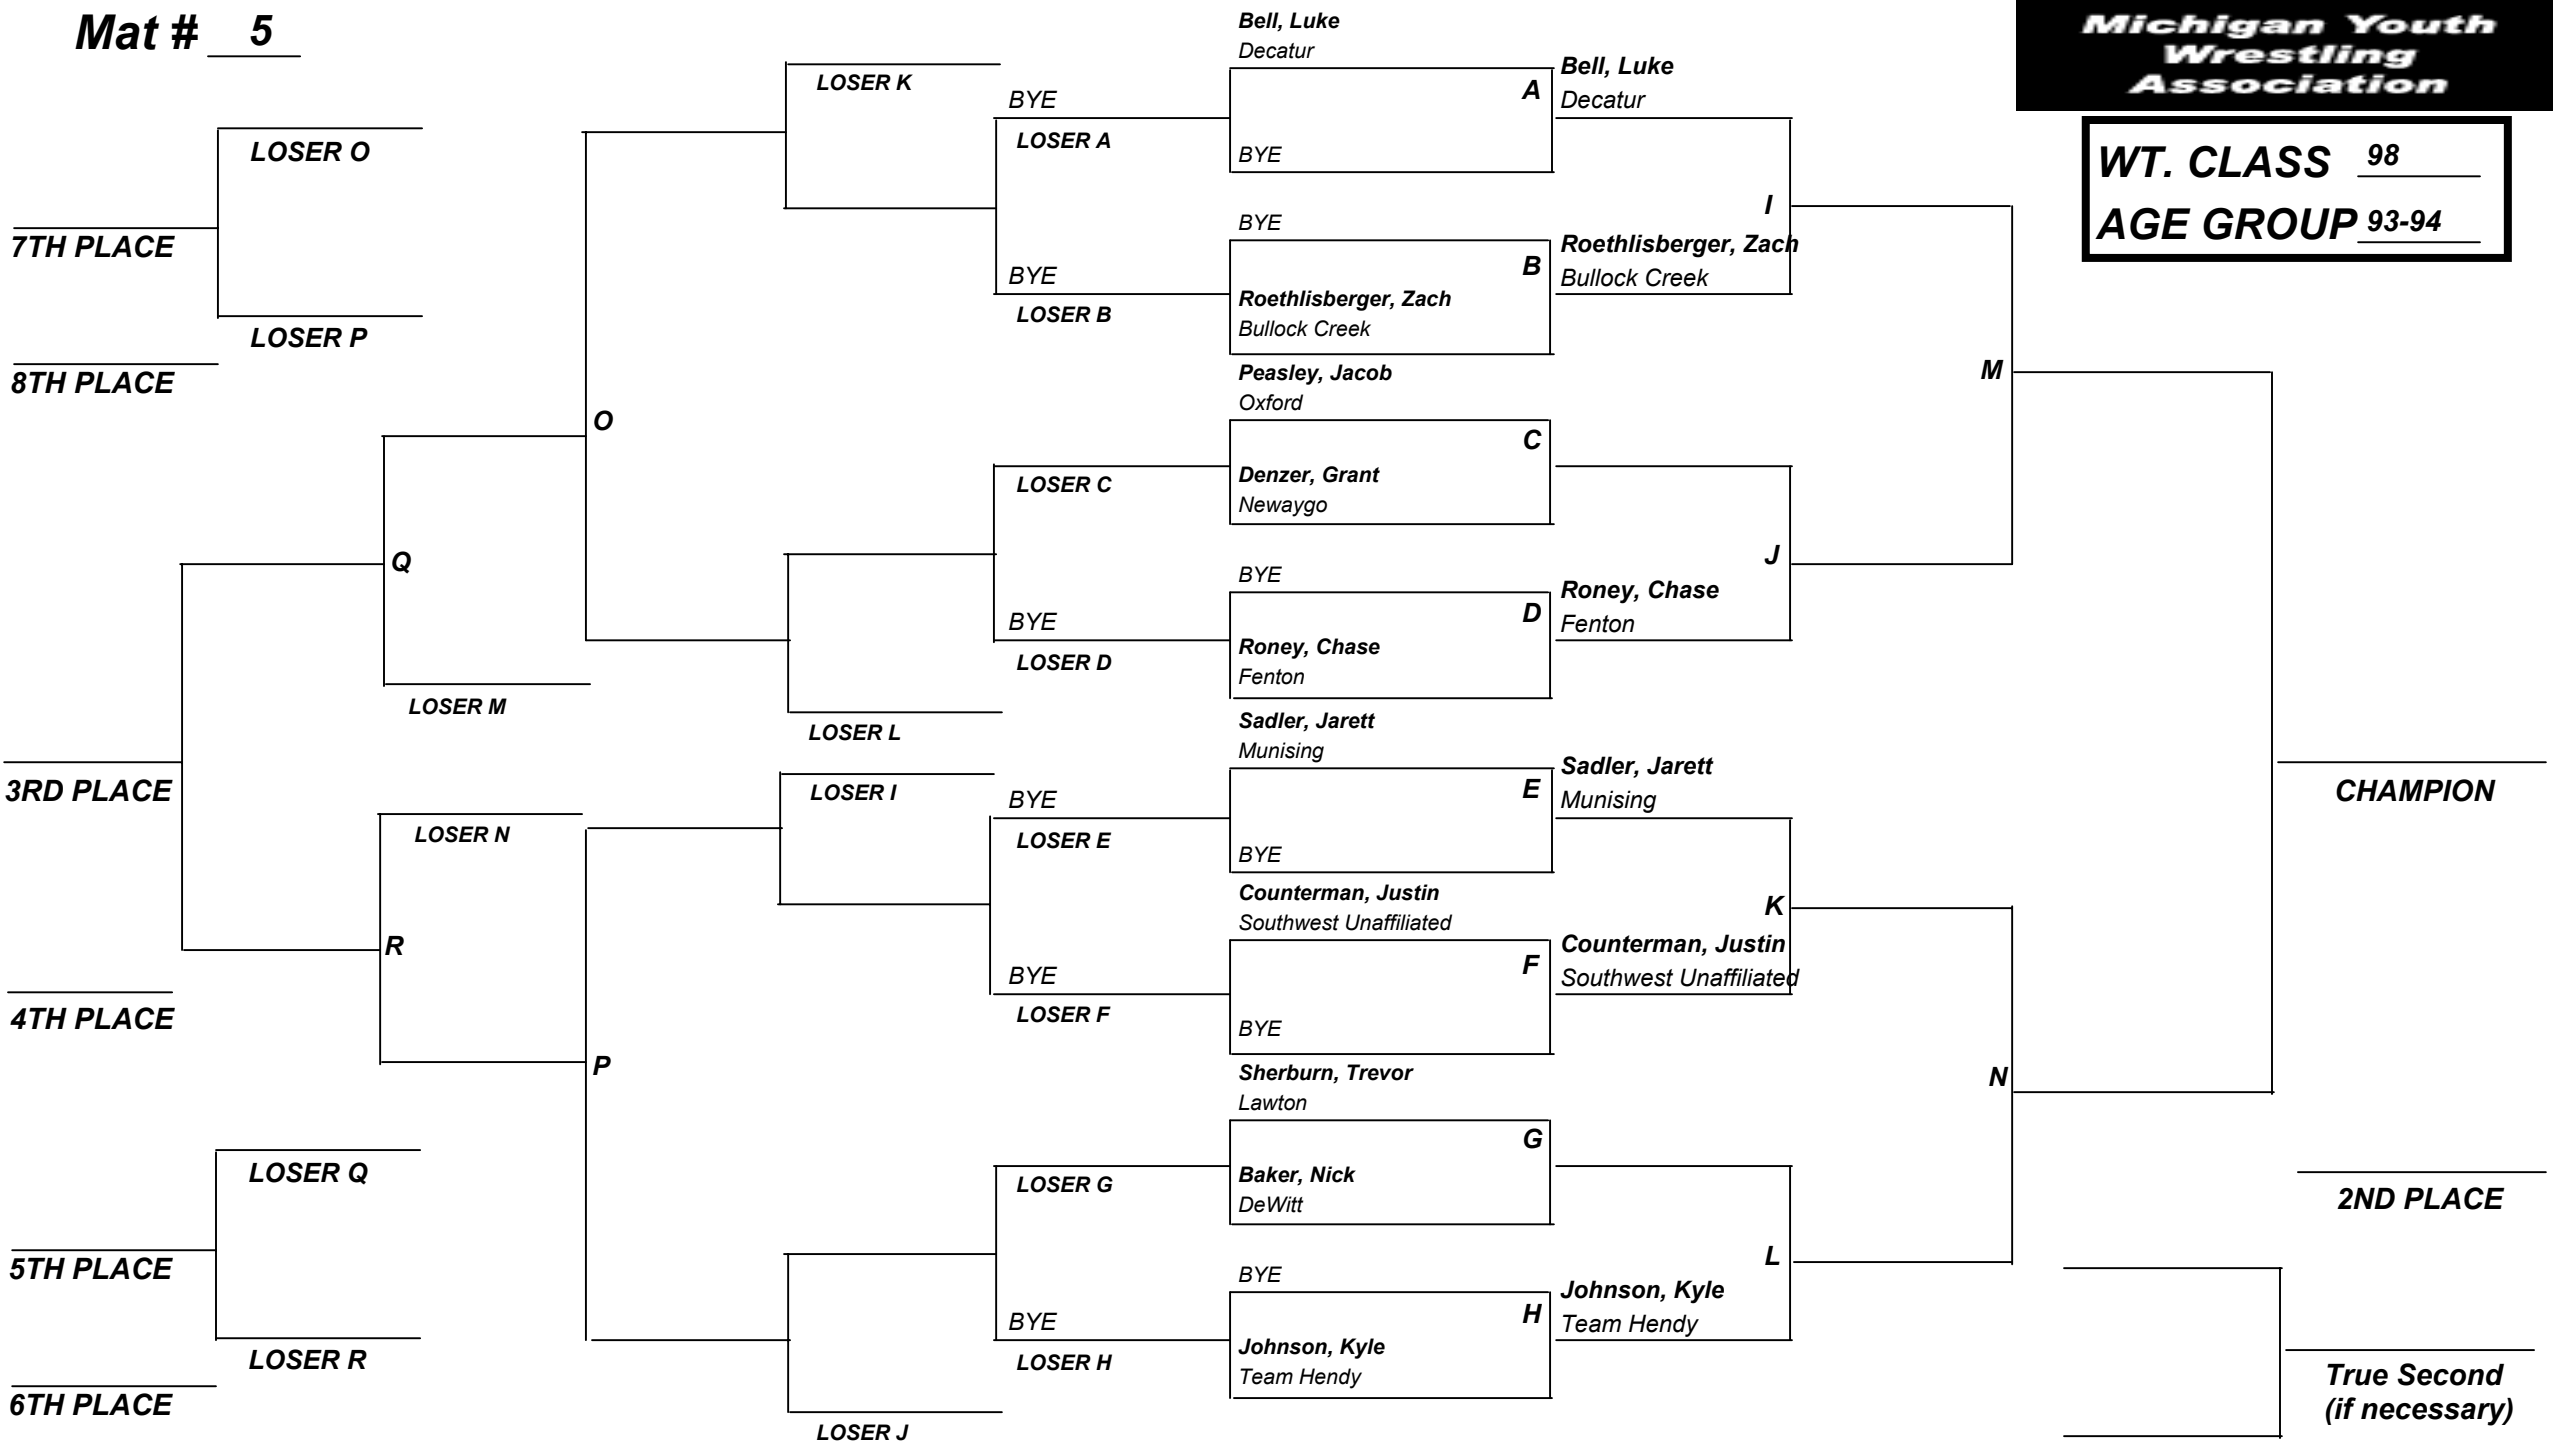 Mat # 5
Michigan Youth
Wrestling
Association
WT. CLASS 98
AGE GROUP 93-94
LOSER O
7TH PLACE
LOSER P
8TH PLACE
Q
LOSER M
3RD PLACE
LOSER N
R
4TH PLACE
LOSER Q
5TH PLACE
LOSER R
6TH PLACE
O
P
LOSER K
LOSER L
LOSER I
LOSER J
BYE
LOSER A
BYE
LOSER B
LOSER C
BYE
LOSER D
BYE
LOSER E
BYE
LOSER F
LOSER G
BYE
LOSER H
Bell, Luke
Decatur
A
BYE
BYE
B
Roethlisberger, Zach
Bullock Creek
Peasley, Jacob
Oxford
C
Denzer, Grant
Newaygo
BYE
D
Roney, Chase
Fenton
Sadler, Jarett
Munising
E
BYE
Counterman, Justin
Southwest Unaffiliated
F
BYE
Sherburn, Trevor
Lawton
G
Baker, Nick
DeWitt
BYE
H
Johnson, Kyle
Team Hendy
Bell, Luke
Decatur
I
Roethlisberger, Zach
Bullock Creek
J
Roney, Chase
Fenton
Sadler, Jarett
Munising
K
Counterman, Justin
Southwest Unaffiliated
L
Johnson, Kyle
Team Hendy
M
N
CHAMPION
2ND PLACE
True Second
(if necessary)